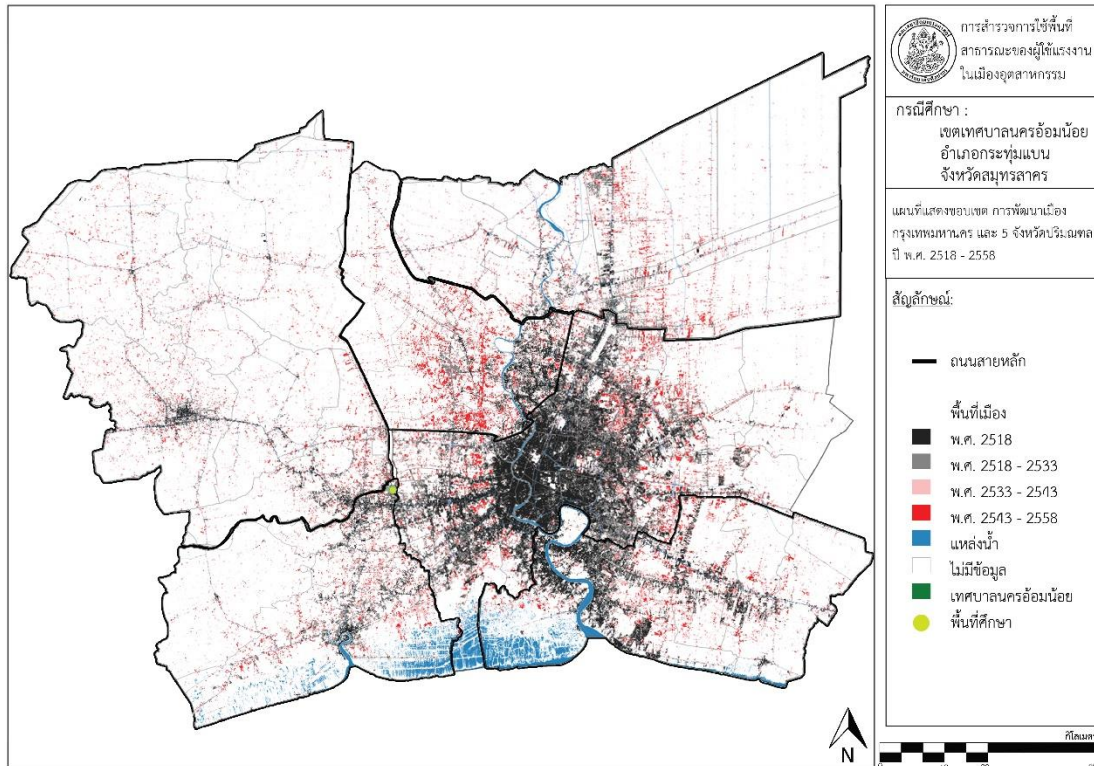 การสำรวจการใช้พื้นที่
สาธารณะของผู้ใช้แรงงาน
ในเมืองอุตสาหกรรม
กรณีศึกษา :
เขตเทศบาลนครอ้อมน้อย
อำเภอกระทุ่มแบน
จังหวัดสมุทรสาคร
แผนที่แสดงขอบเขต การพัฒนาเมือง
กรุงเทพมหานคร และ 5 จังหวัดปริมณฑล
ปี พ.ศ. 2518 - 2558
สัญลักษณ์:
ถนนสายหลัก
พื้นที่เมือง
พ.ศ. 2518
พ.ศ. 2518 - 2533
พ.ศ. 2533 - 2543
พ.ศ. 2543 - 2558
แหล่งน้ำ
ไม่มีข้อมูล
เทศบาลนครอ้อมน้อย
พื้นที่ศึกษา
N